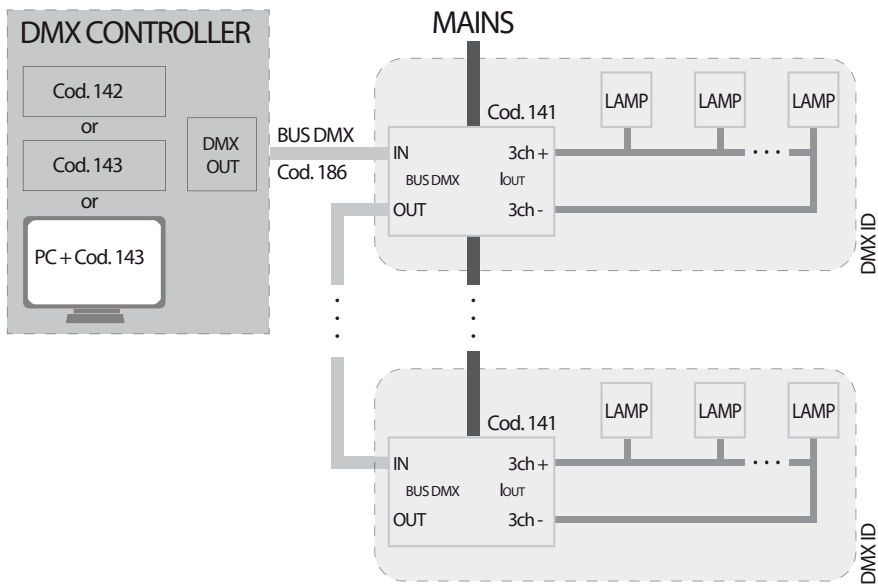 DMX CONTROLLER
Cod. 142
or
Cod. 143
or
PC + Cod. 143
DMX
OUT
BUS DMX
Cod. 186
MAINS
Cod. 141
IN
3ch +
BUS DMX
IOUT
OUT
3ch -
LAMP
LAMP
LAMP
...
DMX ID
...
...
Cod. 141
IN
3ch +
BUS DMX
IOUT
OUT
3ch -
LAMP
LAMP
LAMP
...
DMX ID